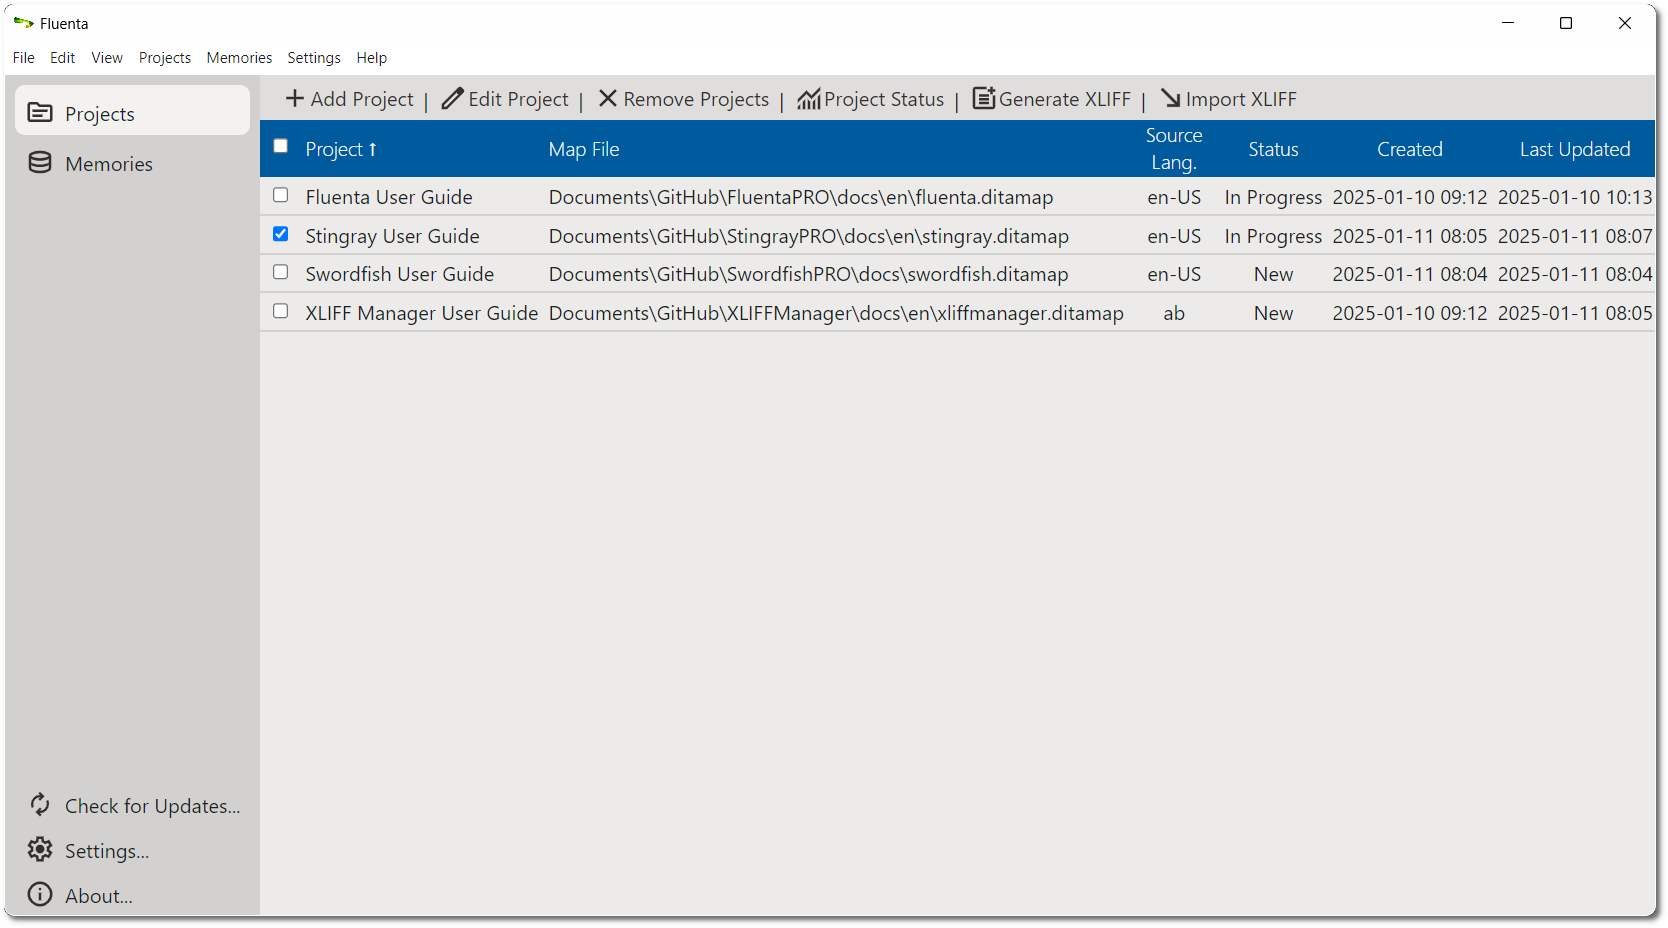 Fluenta
File Edit View Projects Memories Settings Help
Projects
Memories
Check for Updates...
Settings...
About...
Add Project | Edit Project | Remove Projects | Project Status | Generate XLIFF | Import XLIFF
Project ↑ Map File Source Lang. Status Created Last Updated
Fluenta User Guide Documents\GitHub\FluentaPRO\docs\en\fluenta.ditamap en-US In Progress 2025-01-10 09:12 2025-01-10 10:13
Stingray User Guide Documents\GitHub\StingrayPRO\docs\en\stingray.ditamap en-US In Progress 2025-01-11 08:05 2025-01-11 08:07
Swordfish User Guide Documents\GitHub\SwordfishPRO\docs\swordfish.ditamap en-US New 2025-01-11 08:04 2025-01-11 08:04
XLIFF Manager User Guide Documents\GitHub\XLIFFManager\docs\en\xliffmanager.ditamap ab New 2025-01-10 09:12 2025-01-11 08:05